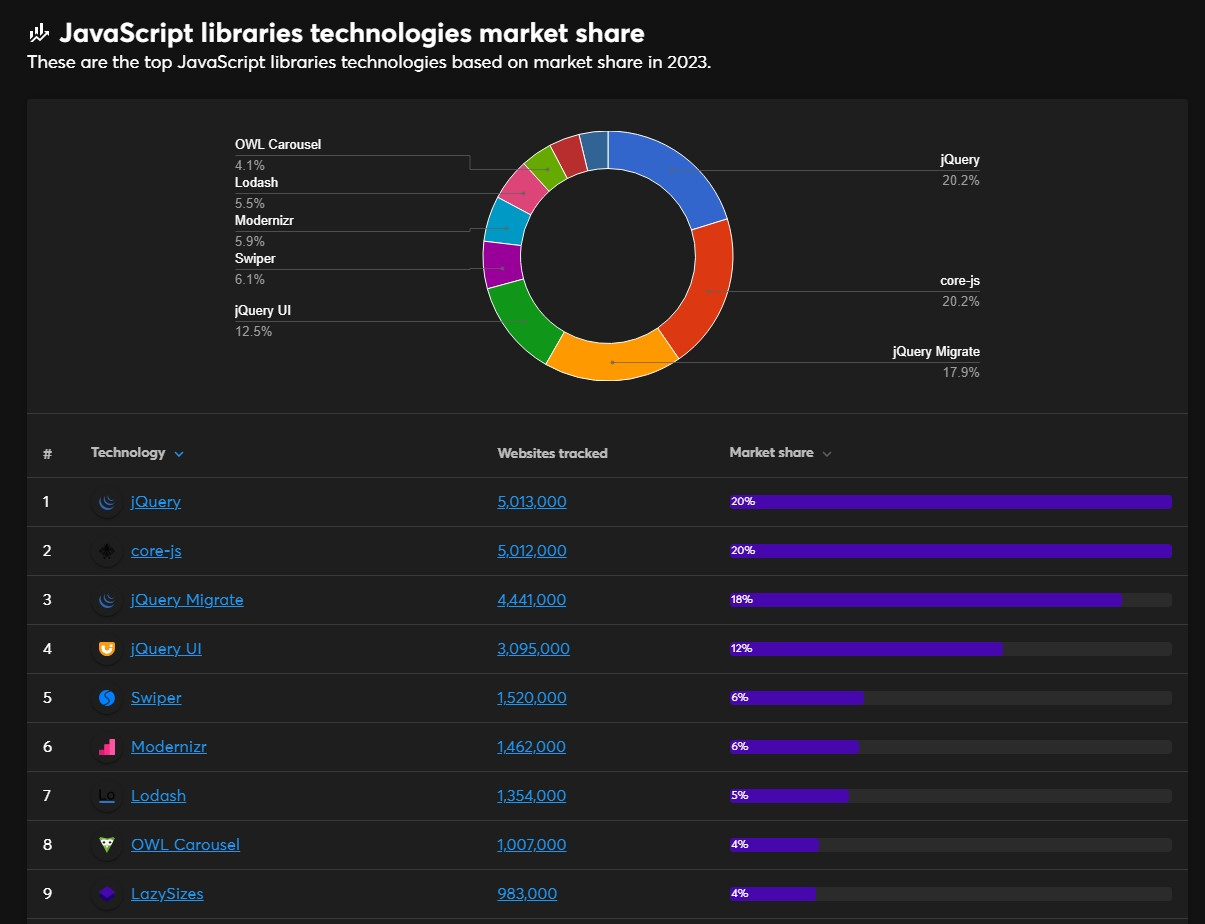 JavaScript libraries technologies market share
These are the top JavaScript libraries technologies based on market share in 2023.
OWL Carousel
4.1%
Lodash
5.5%
Modernizr
5.9%
Swiper
6.1%
jQuery UI
12.5%
jQuery
20.2%
core-js
20.2%
jQuery Migrate
17.9%
# Technology Websites tracked Market share
1 jQuery 5,013,000 20%
2 core-js 5,012,000 20%
3 jQuery Migrate 4,441,000 18%
4 jQuery UI 3,095,000 12%
5 Swiper 1,520,000 6%
6 Modernizr 1,462,000 6%
7 Lo Lodash 1,354,000 5%
8 OWL Carousel 1,007,000 4%
9 LazySizes 983,000 4%